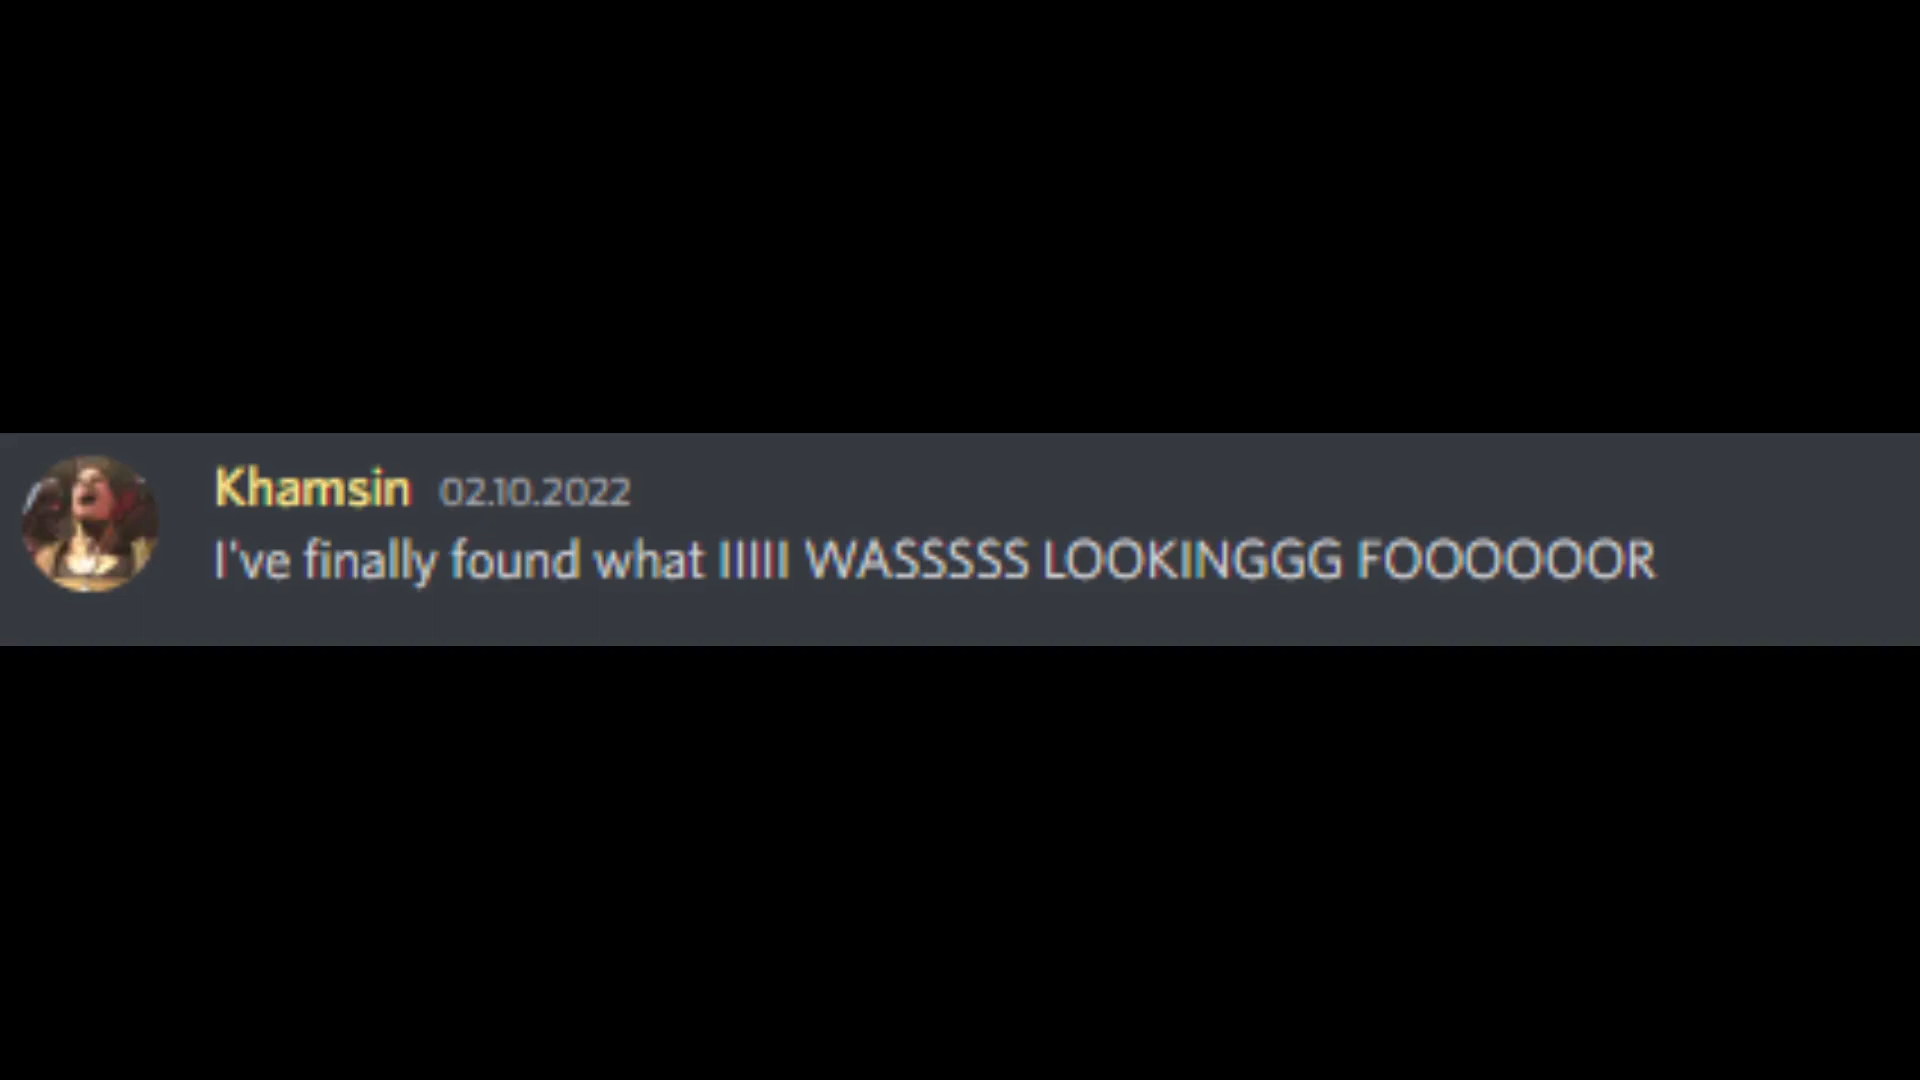 Khamsin 02.10.2022
I've finally found what IIIII WASSSSS LOOKINGGG FOOOOOOR